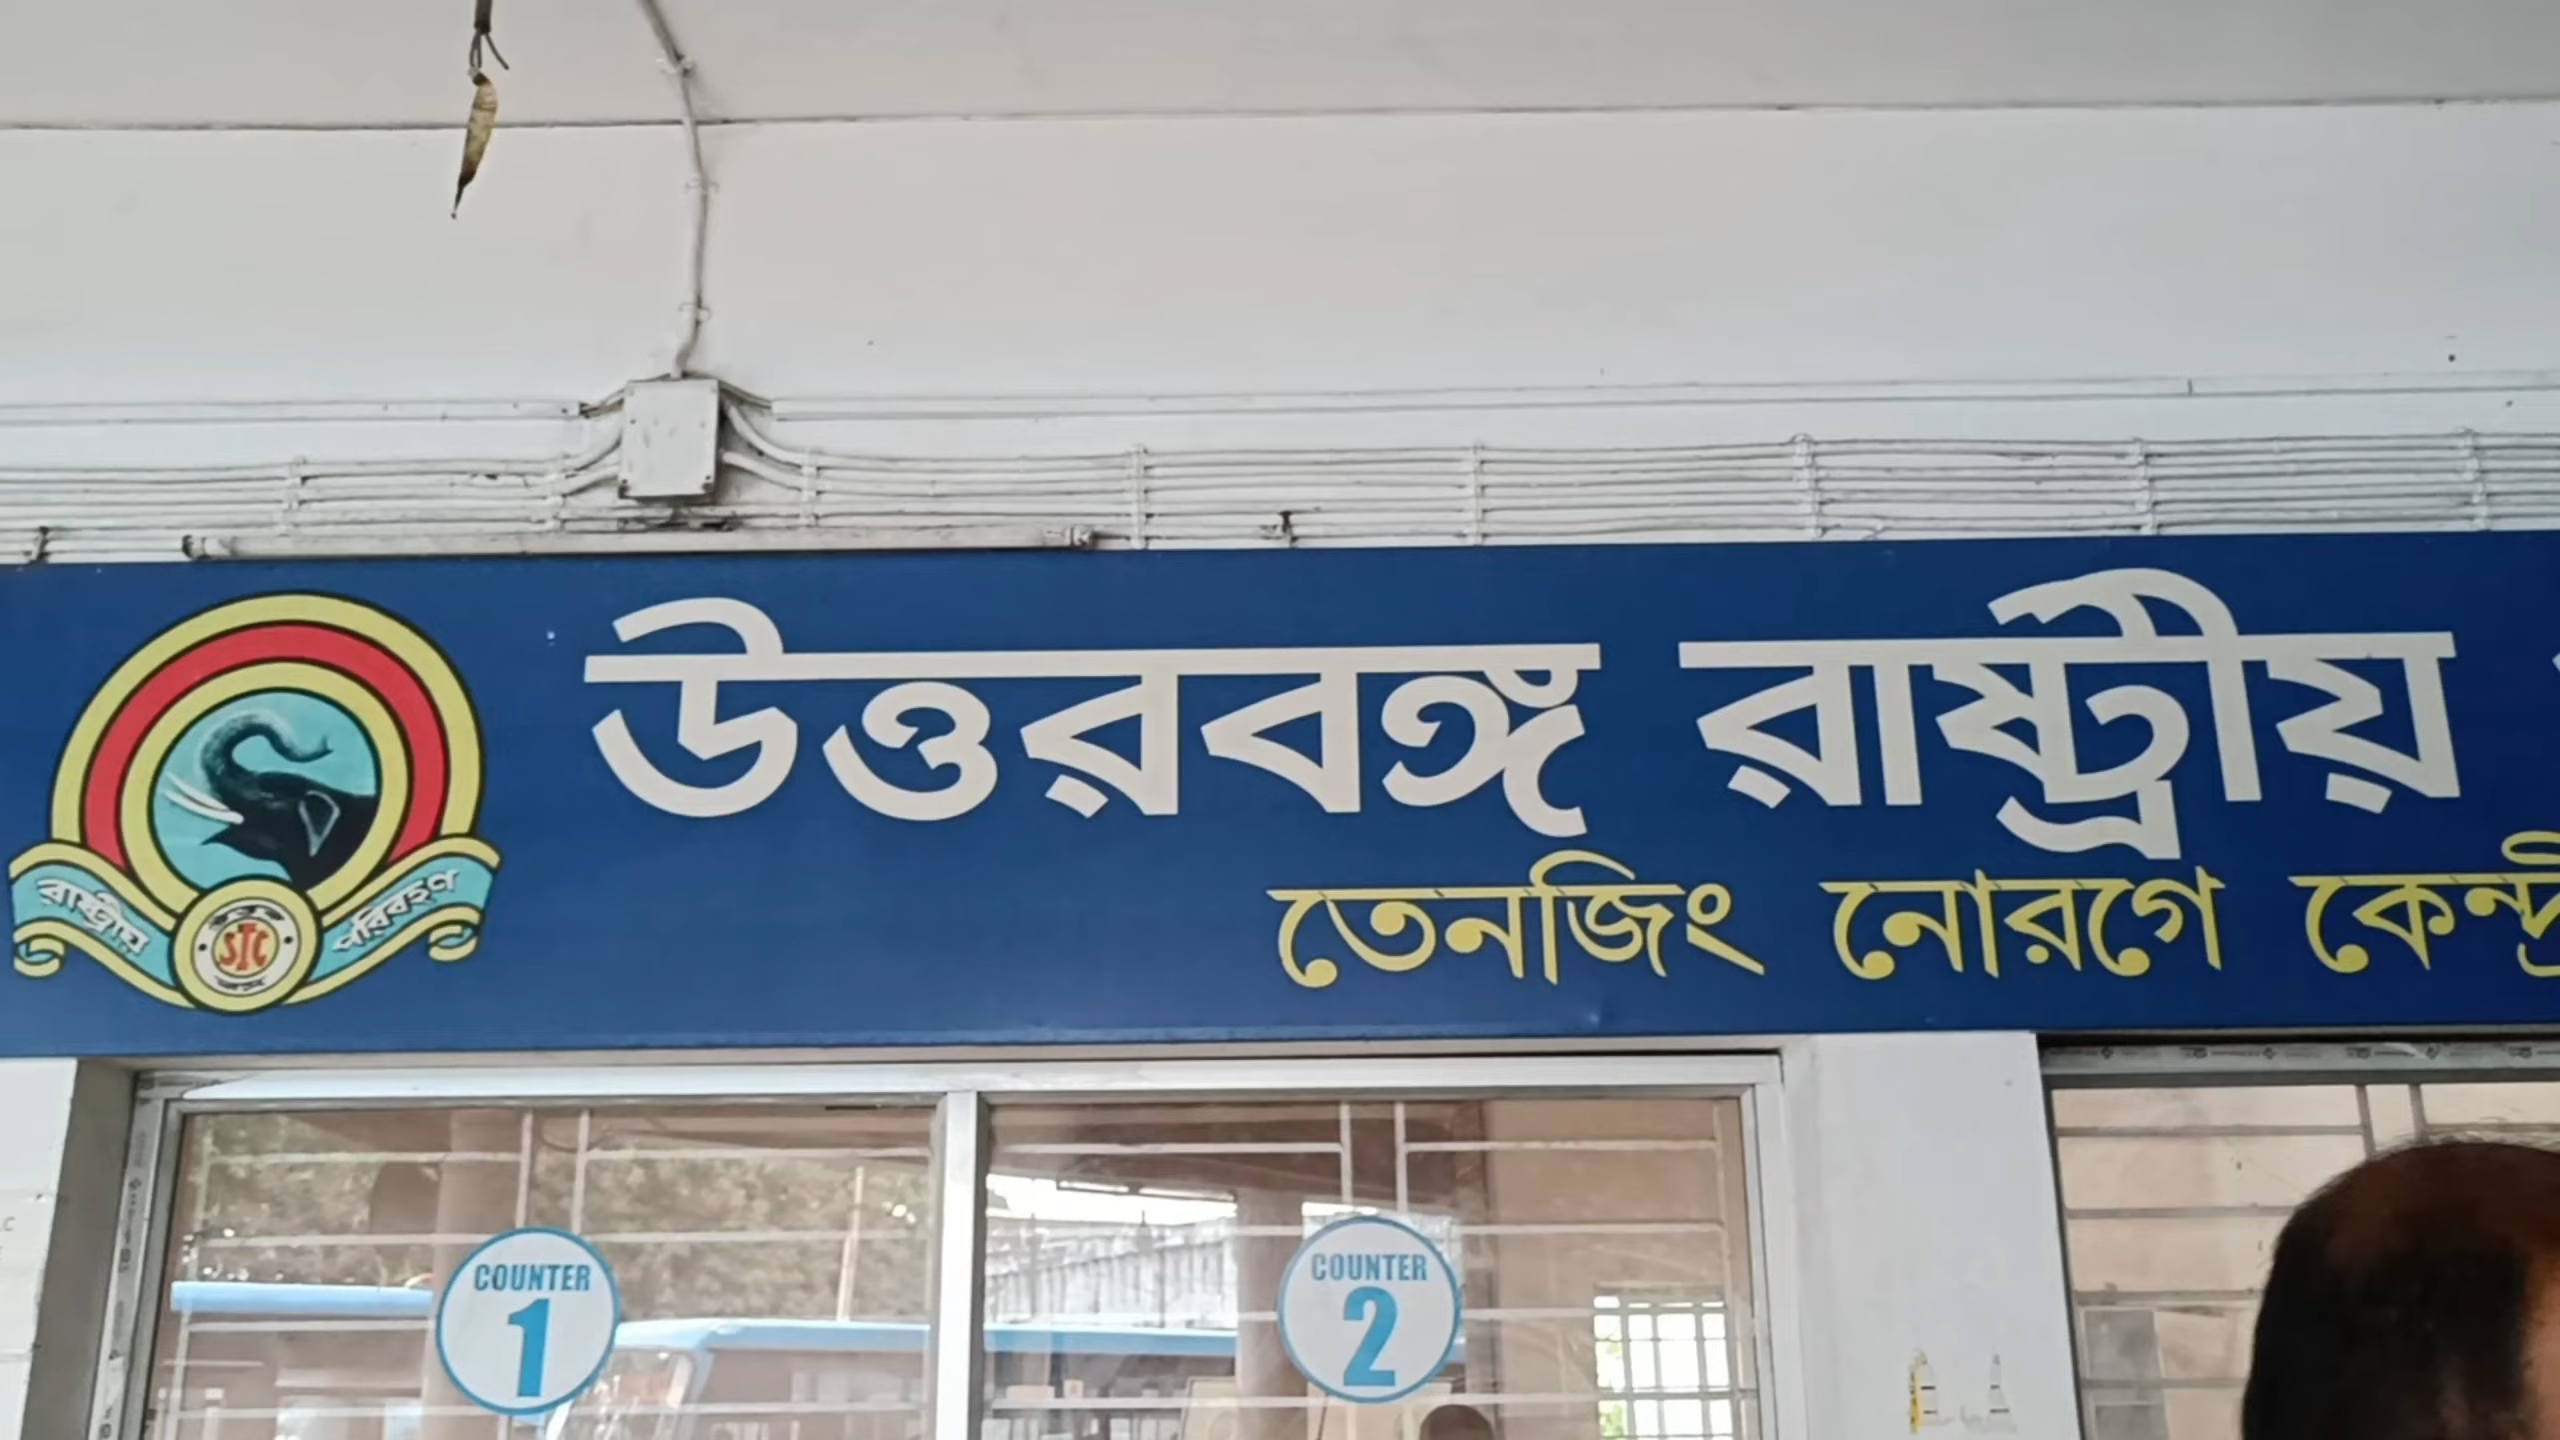 উত্তরবঙ্গ রাষ্ট্রীয়
তেনজিং নোরগে
রাষ্ট্রীয় পরিবহণ
STC
COUNTER
1
COUNTER
2